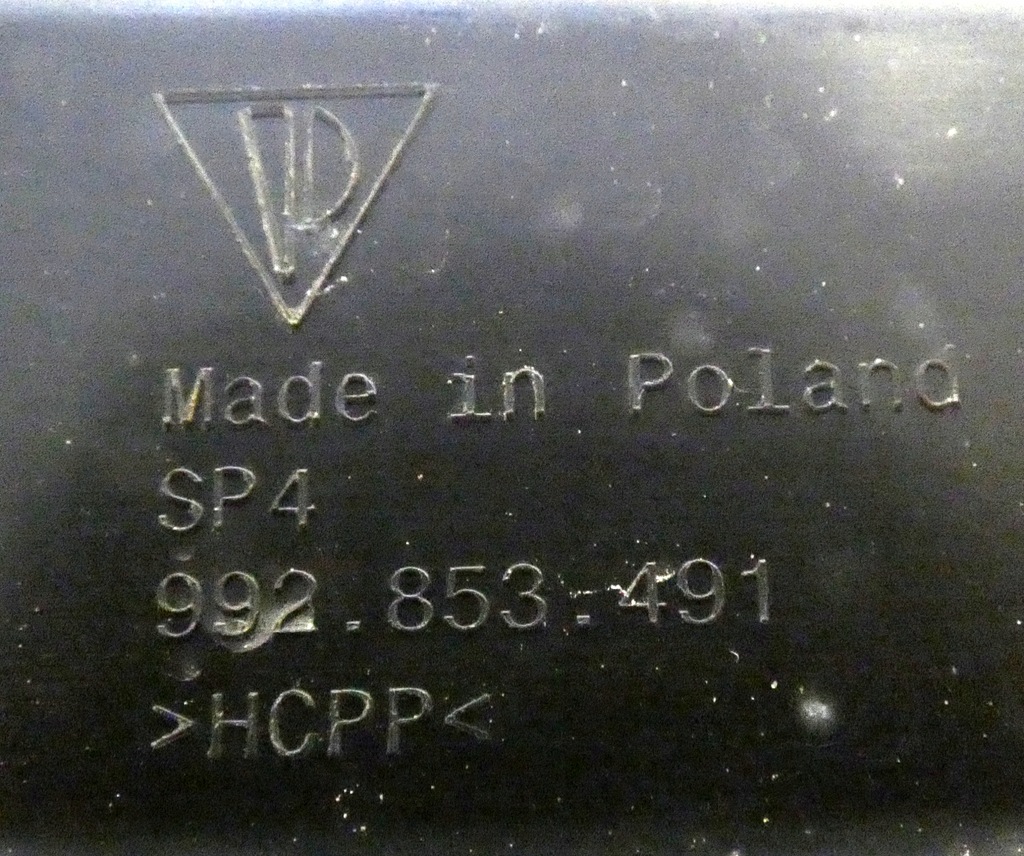 Made in Poland
SP4
992.853.491
>HCPP<